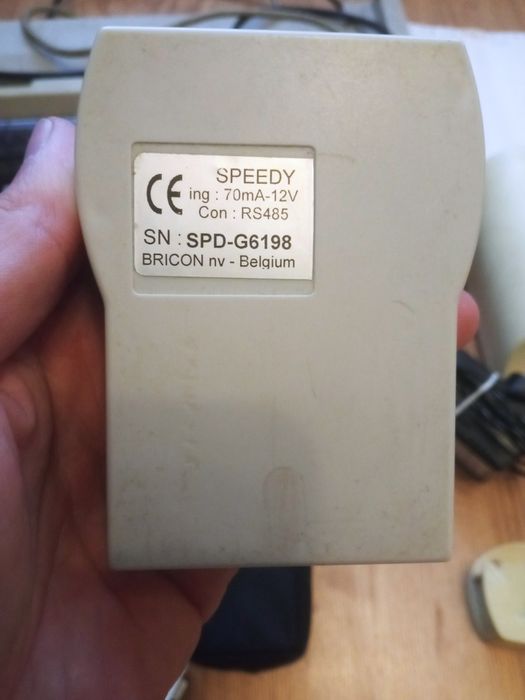 SPEEDY
CE ing : 70mA-12V
Con : RS485
SN : SPD-G6198
BRICON nv - Belgium